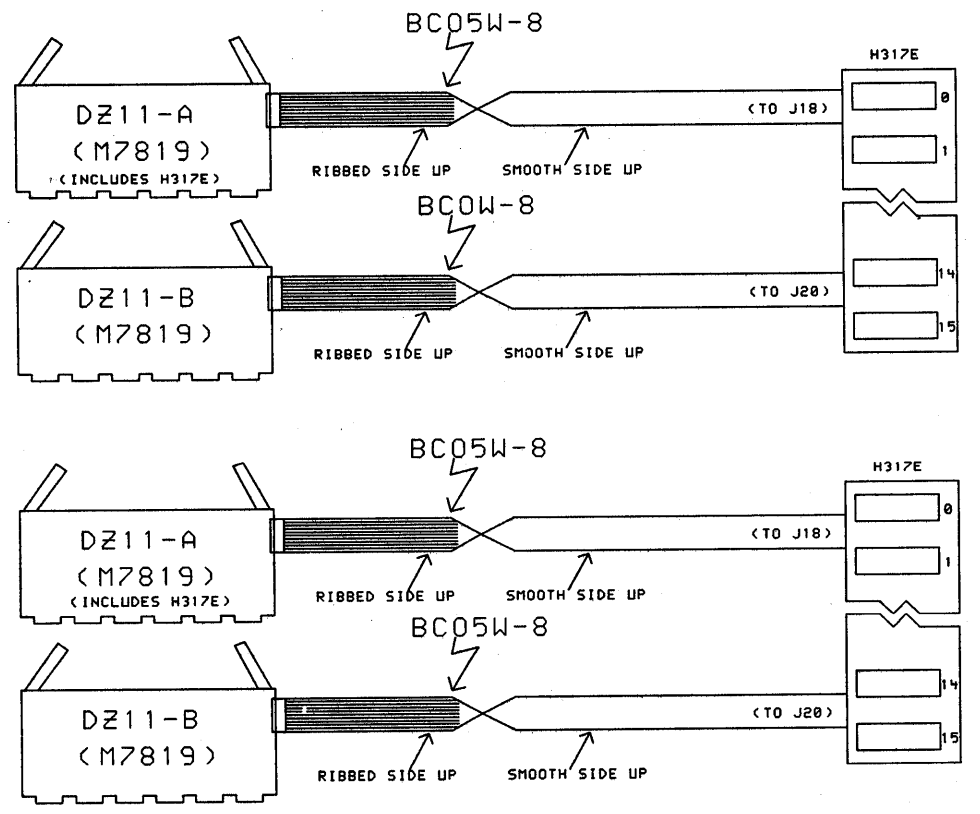 BC05W-8
H317E
DZ11-A
(M7819)
(INCLUDES H317E)
(TO J18)
0
1
RIBBED SIDE UP
SMOOTH SIDE UP
BC0W-8
DZ11-B
(M7819)
(TO J20)
14
15
RIBBED SIDE UP
SMOOTH SIDE UP
BC05W-8
H317E
DZ11-A
(M7819)
(INCLUDES H317E)
(TO J18)
0
1
RIBBED SIDE UP
SMOOTH SIDE UP
BC05W-8
DZ11-B
(M7819)
(TO J20)
14
15
RIBBED SIDE UP
SMOOTH SIDE UP